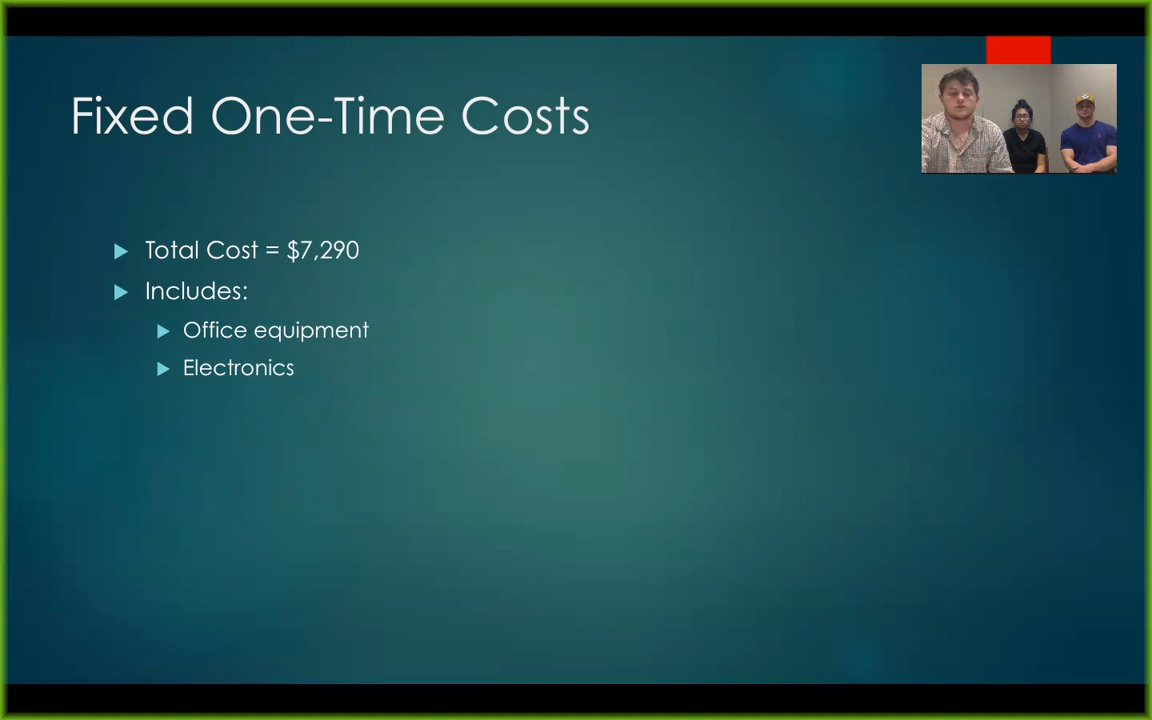 Fixed One-Time Costs
Total Cost = $7,290
Includes:
Office equipment
Electronics